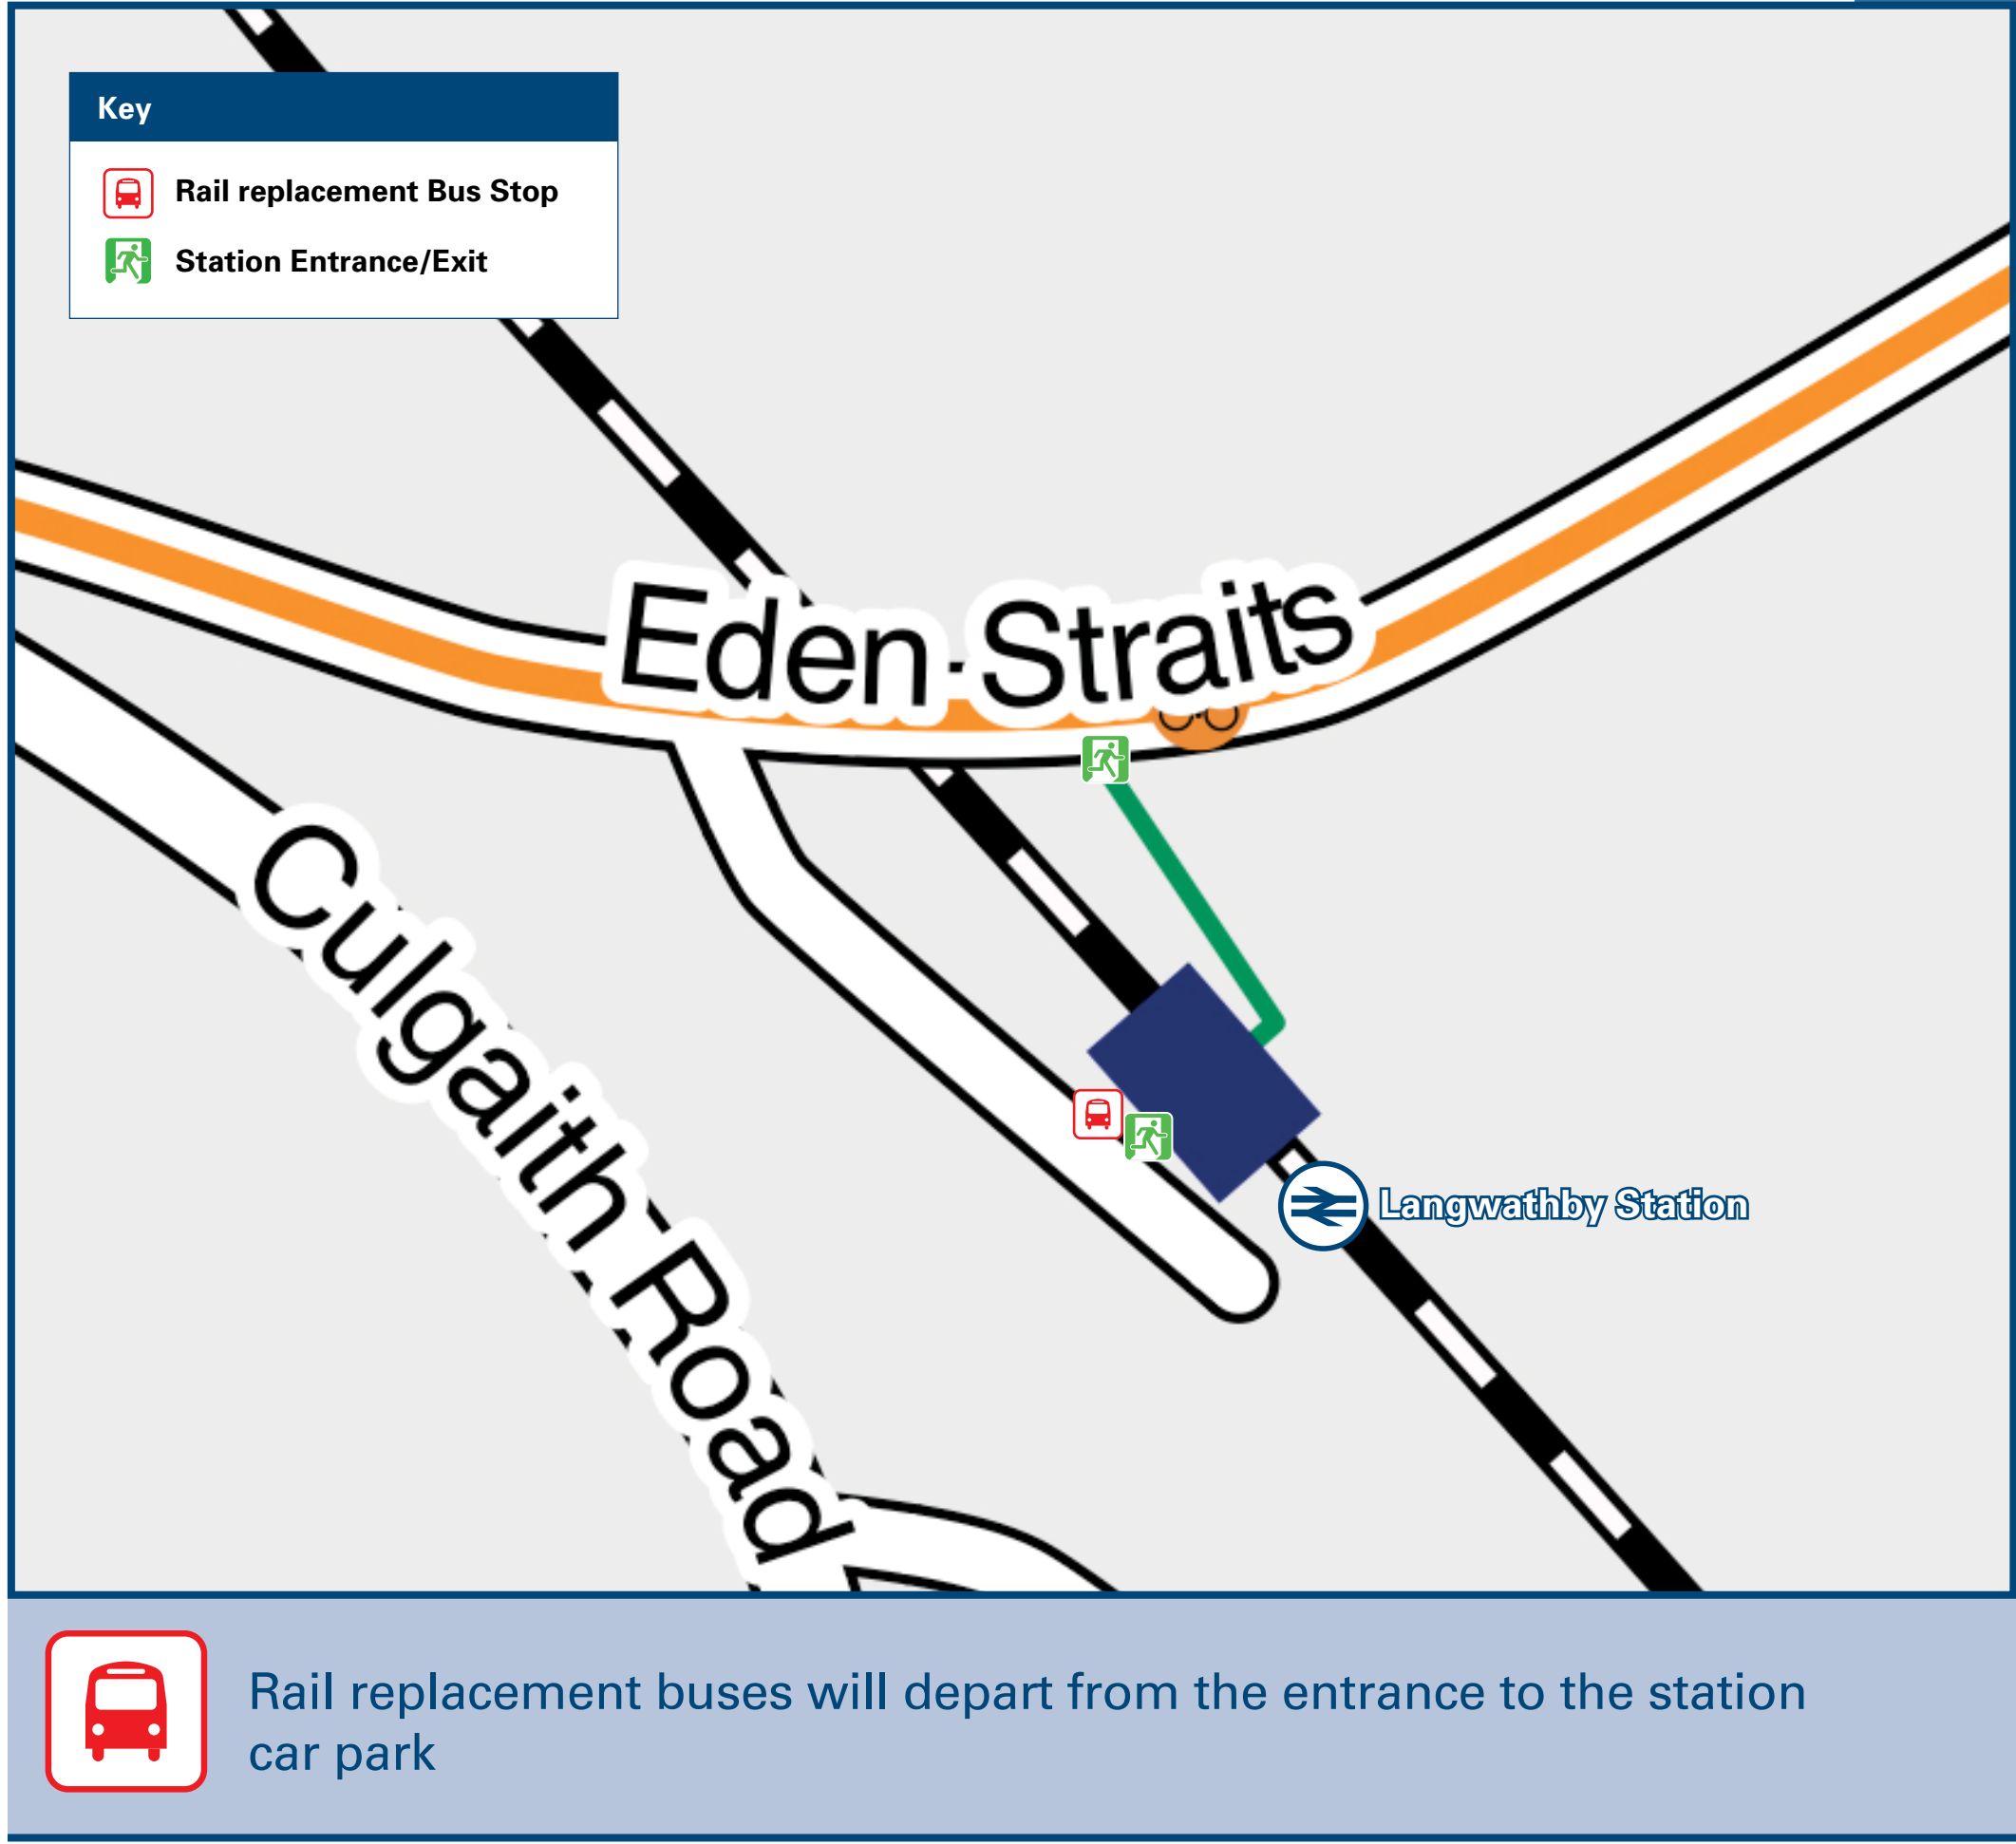 Key
Rail replacement Bus Stop
Station Entrance/Exit
Eden Straits
Culgaith Road
Langwathby Station
Rail replacement buses will depart from the entrance to the station
car park